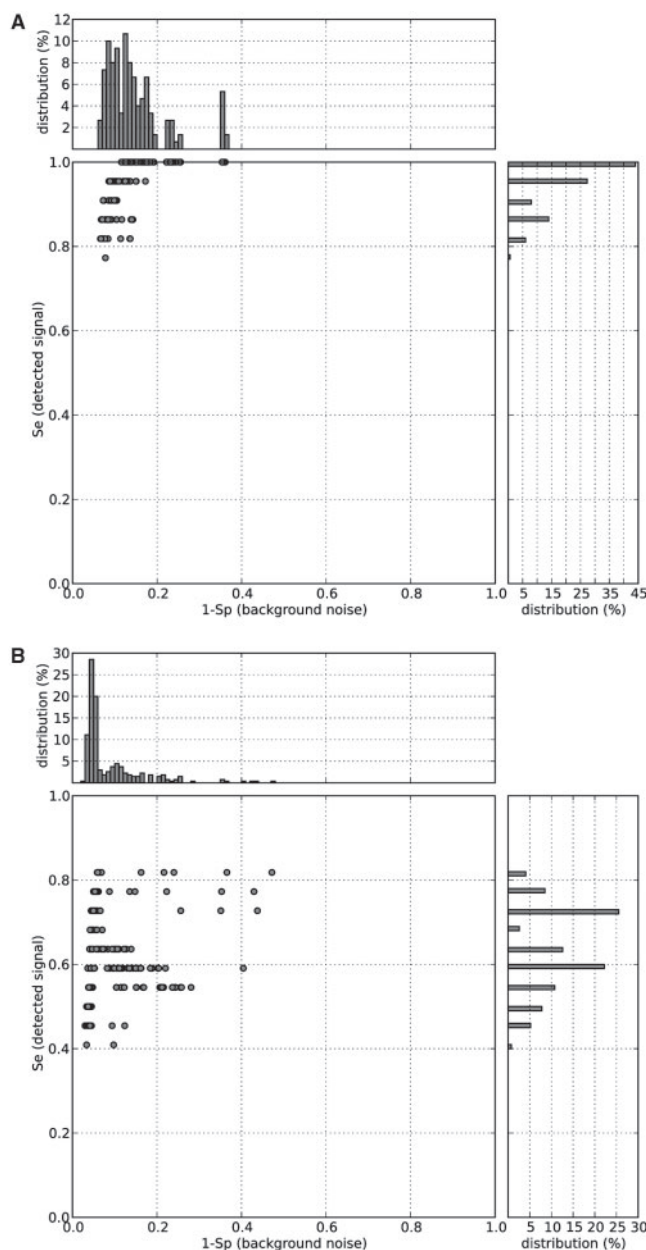 A
distribution (%)
12
10
8
6
4
2
Se (detected signal)
1.0
0.8
0.6
0.4
0.2
0.0
0.0 0.2 0.4 0.6 0.8 1.0
1-Sp (background noise)
5 15 25 35 45
distribution (%)
B
distribution (%)
30
25
20
15
10
5
Se (detected signal)
1.0
0.8
0.6
0.4
0.2
0.0
0.0 0.2 0.4 0.6 0.8 1.0
1-Sp (background noise)
5 10 15 20 25 30
distribution (%)